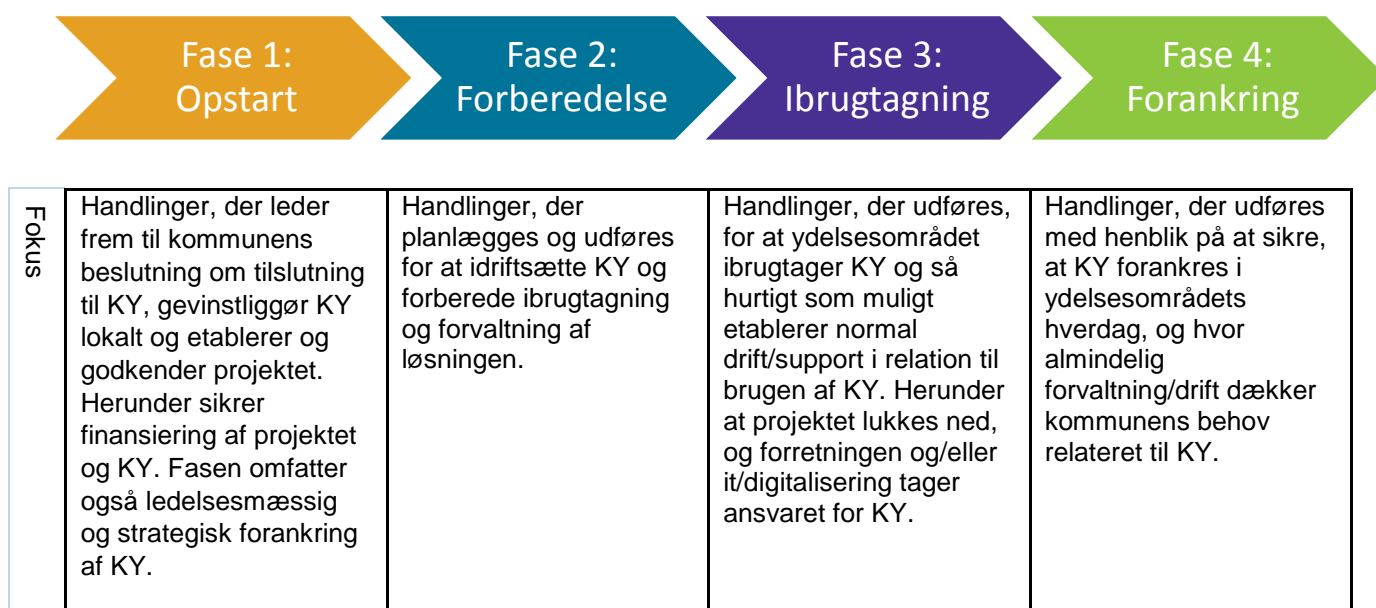 Fase 1:
Opstart
Fase 2:
Forberedelse
Fase 3:
Ibrugtagning
Fase 4:
Forankring
Fokus
Handlinger, der leder
frem til kommunens
beslutning om tilslutning
til KY, gevinstliggør KY
lokalt og etablerer og
godkender projektet.
Herunder sikrer
finansiering af projektet
og KY. Fasen omfatter
også ledelsesmæssig
og strategisk forankring
af KY.
Handlinger, der
planlægges og udføres
for at idriftsætte KY og
forberede ibrugtagning
og forvaltning af
løsningen.
Handlinger, der udføres,
for at ydelsesområdet
ibrugtager KY og så
hurtigt som muligt
etablerer normal
drift/support i relation til
brugen af KY. Herunder
at projektet lukkes ned,
og forretningen og/eller
it/digitalisering tager
ansvaret for KY.
Handlinger, der udføres
med henblik på at sikre,
at KY forankres i
ydelsesområdets
hverdag, og hvor
almindelig
forvaltning/drift dækker
kommunens behov
relateret til KY.